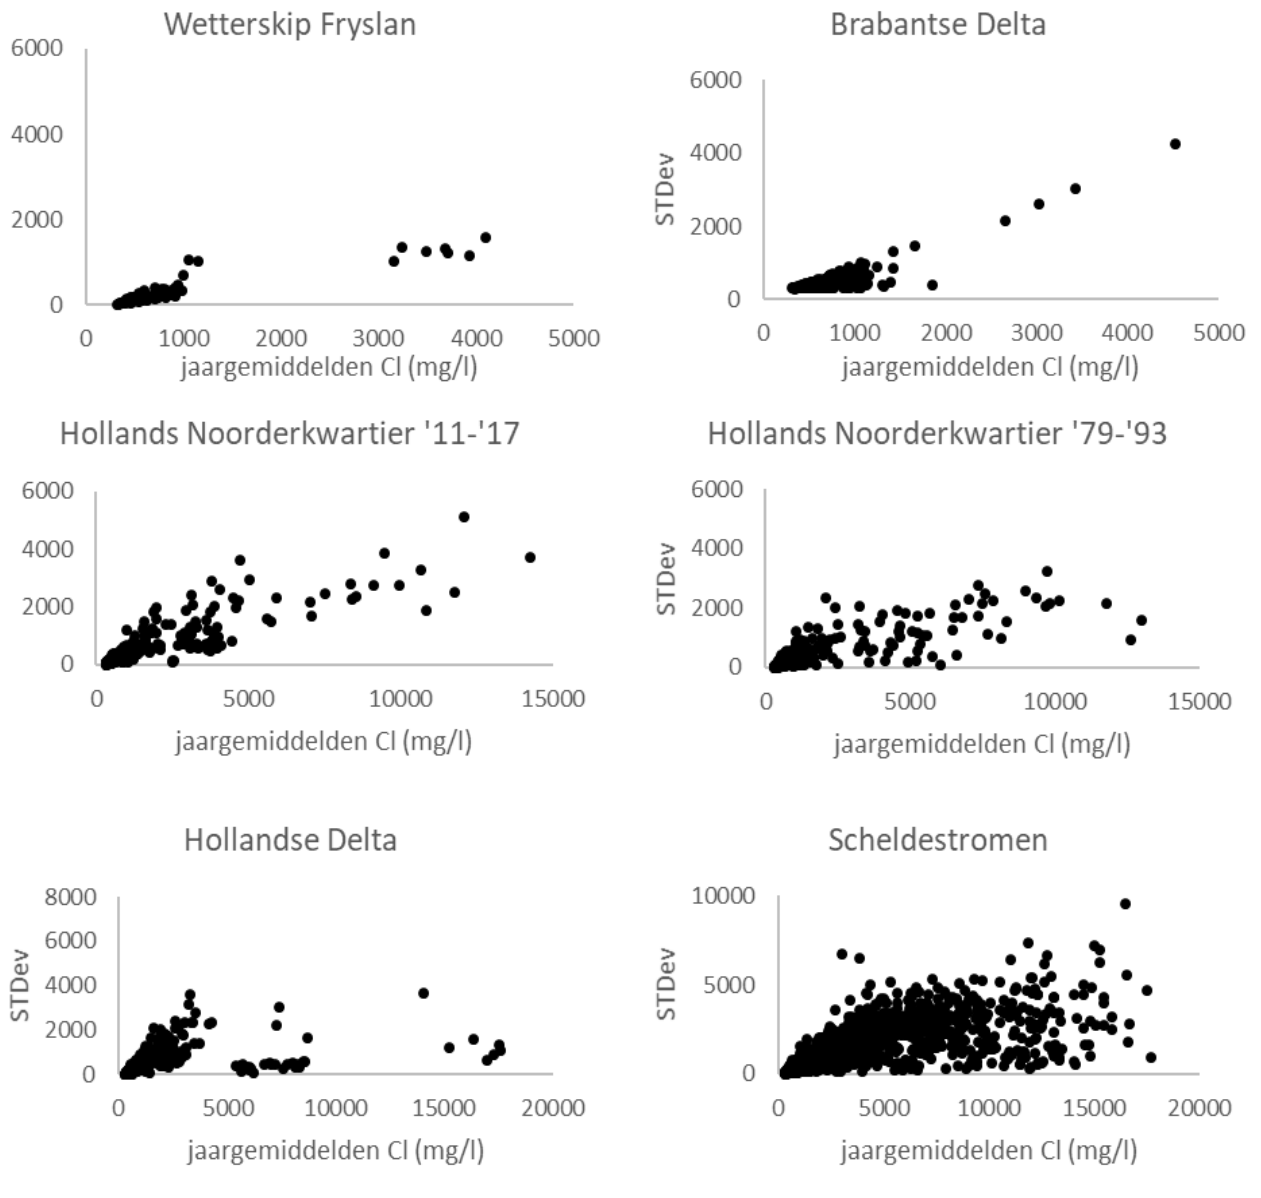 Wetterskip Fryslan
6000
4000
2000
0
0 1000 2000 3000 4000 5000
jaargemiddelden Cl (mg/l)
Brabantse Delta
STDev
6000
4000
2000
0
0 1000 2000 3000 4000 5000
jaargemiddelden Cl (mg/l)
Hollands Noorderkwartier '11-'17
6000
4000
2000
0
0 5000 10000 15000
jaargemiddelden Cl (mg/l)
Hollands Noorderkwartier '79-'93
STDev
6000
4000
2000
0
0 5000 10000 15000
jaargemiddelden Cl (mg/l)
Hollandse Delta
STDev
8000
6000
4000
2000
0
0 5000 10000 15000 20000
jaargemiddelden Cl (mg/l)
Scheldestromen
STDev
10000
5000
0
0 5000 10000 15000 20000
jaargemiddelden Cl (mg/l)